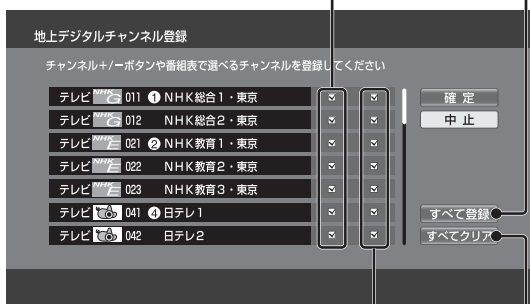 地上デジタルチャンネル登録
チャンネル+/ーボタンや番組表で選べるチャンネルを登録してください
テレビ NHK G 011 ❶ NHK総合1・東京
テレビ NHK G 012 NHK総合2・東京
テレビ NHK E 021 ❷ NHK教育1・東京
テレビ NHK E 022 NHK教育2・東京
テレビ NHK E 023 NHK教育3・東京
テレビ 041 ❹ 日テレ1
テレビ 042 日テレ2
確定
中止
すべて登録
すべてクリア